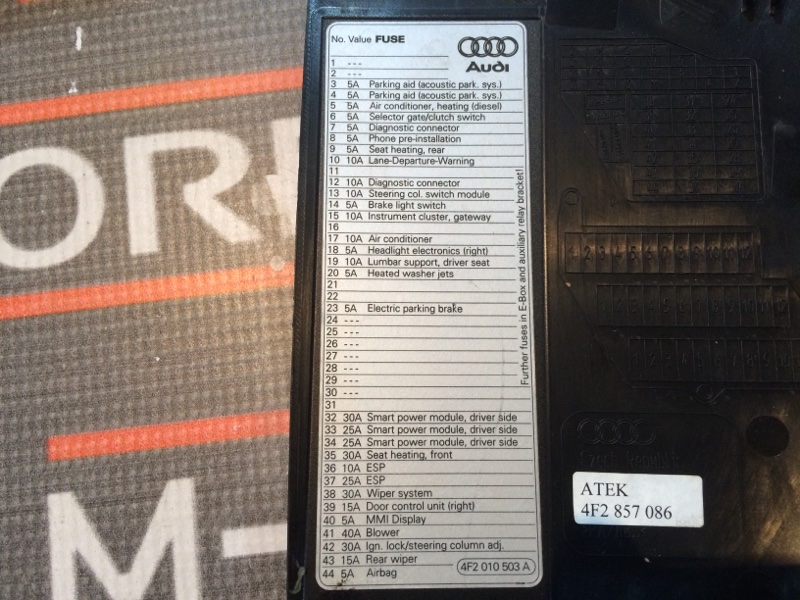 No. Value FUSE
Audi
1 ---
2 ---
3 5A Parking aid (acoustic park. sys.)
4 5A Parking aid (acoustic park. sys.)
5 5A Air conditioner, heating (diesel)
6 5A Selector gate/clutch switch
7 5A Diagnostic connector
8 5A Phone pre-installation
9 5A Seat heating, rear
10 10A Lane-Departure-Warning
11
12 10A Diagnostic connector
13 10A Steering col. switch module
14 5A Brake light switch
15 10A Instrument cluster, gateway
16
17 10A Air conditioner
18 5A Headlight electronics (right)
19 10A Lumbar support, driver seat
20 5A Heated washer jets
21
22
23 5A Electric parking brake
24 ---
25 ---
26 ---
27 ---
28 ---
29 ---
30 ---
31
32 30A Smart power module, driver side
33 25A Smart power module, driver side
34 25A Smart power module, driver side
35 30A Seat heating, front
36 10A ESP
37 25A ESP
38 30A Wiper system
39 15A Door control unit (right)
40 5A MMI Display
41 40A Blower
42 30A Ign. lock/steering column adj.
43 15A Rear wiper
44 5A Airbag
4F2 010 503 A
Further fuses in E-Box and auxiliary relay bracket!
Czech Republic
ATEK
4F2 857 086
OR
M-